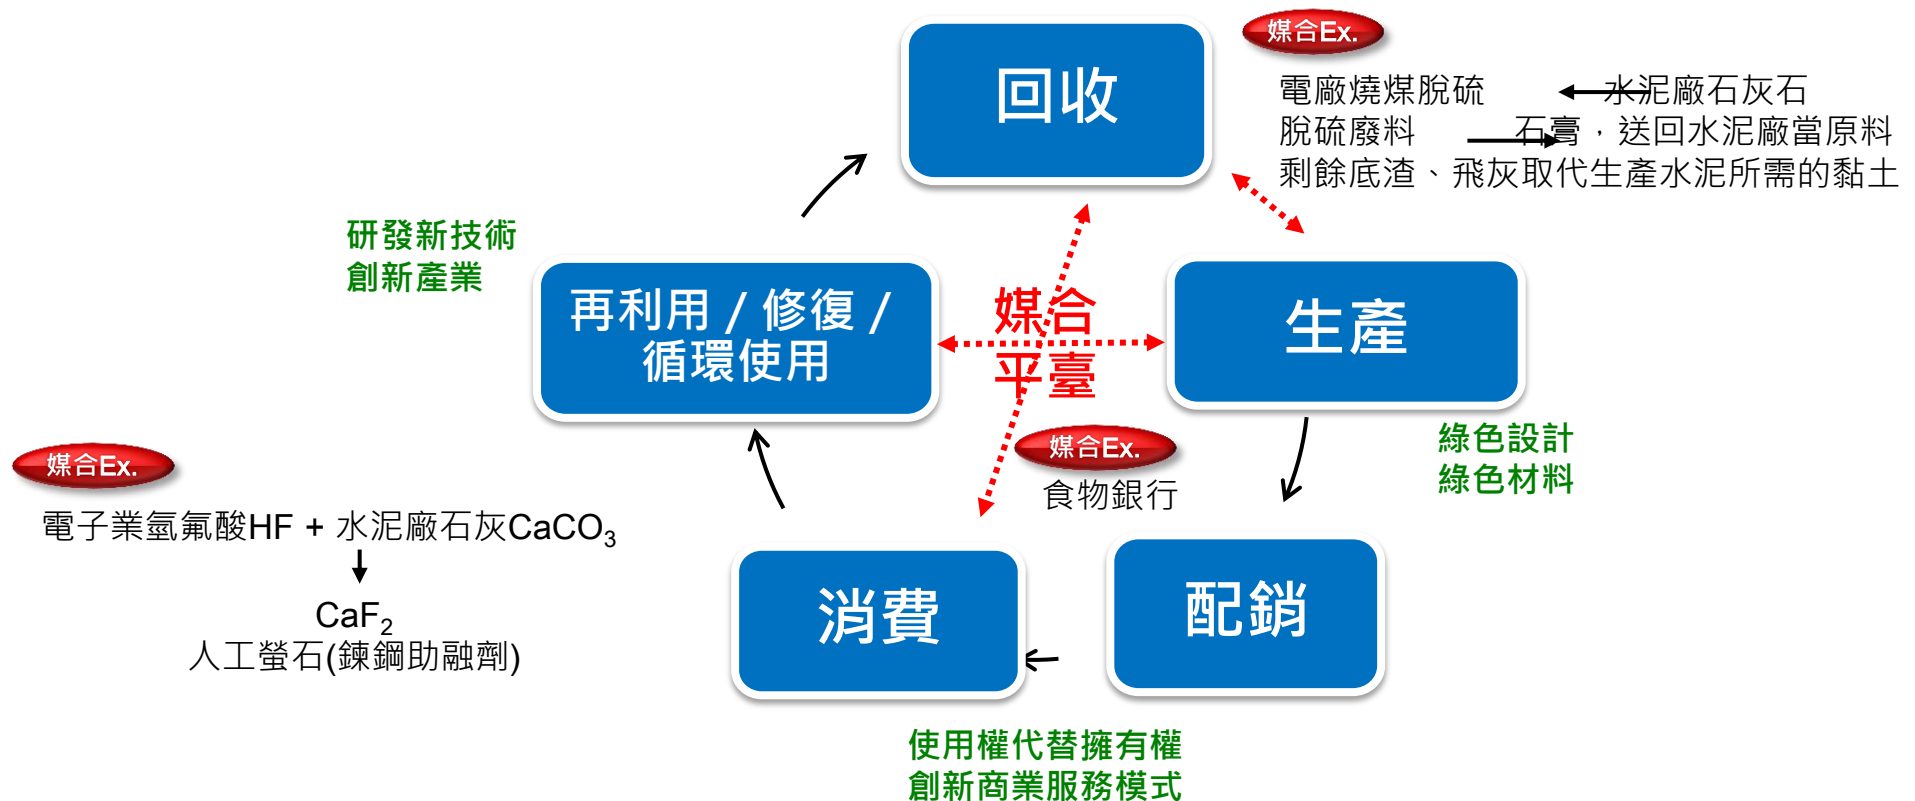 回收
媒合Ex.
電廠燒煤脫硫 水泥廠石灰石
脫硫廢料 石膏，送回水泥廠當原料
剩餘底渣、飛灰取代生產水泥所需的黏土
研發新技術
創新產業
再利用 / 修復 /
循環使用
媒合
平臺
生產
綠色設計
綠色材料
媒合Ex.
食物銀行
媒合Ex.
電子業氫氟酸HF + 水泥廠石灰CaCO₃
CaF₂
人工螢石(鍊鋼助融劑)
消費
配銷
使用權代替擁有權
創新商業服務模式